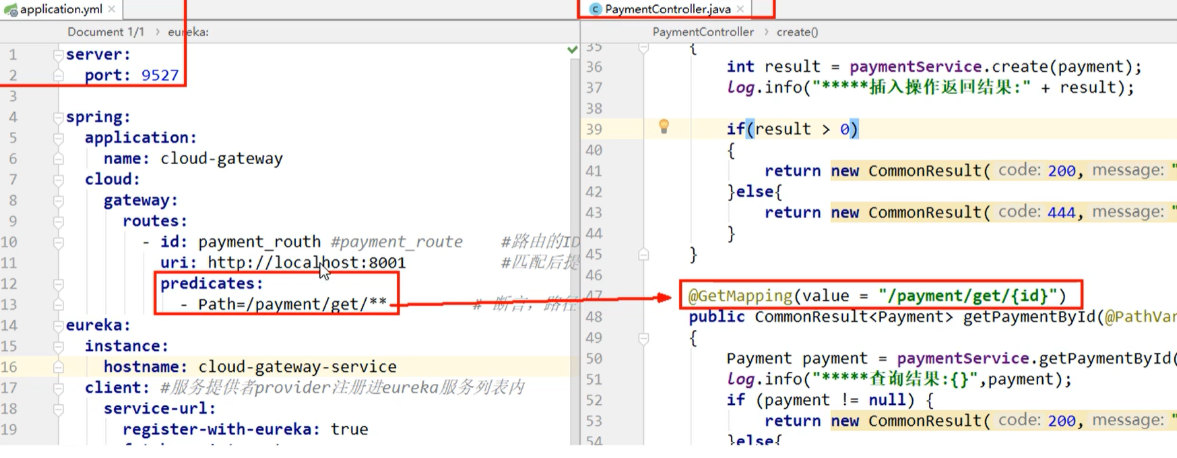 application.yml
Document 1/1 › eureka:
1 server:
2 port: 9527
3
4 spring:
5 application:
6 name: cloud-gateway
7 cloud:
8 gateway:
9 routes:
10 - id: payment_routh #payment_route #路由的ID
11 uri: http://localhost:8001 #匹配后提
12 predicates:
13 - Path=/payment/get/** # 断言，路径
14 eureka:
15 instance:
16 hostname: cloud-gateway-service
17 client: #服务提供者provider注册进eureka服务列表内
18 service-url:
19 register-with-eureka: true
PaymentController.java
PaymentController › create()
35 {
36 int result = paymentService.create(payment);
37 log.info("*****插入操作返回结果:" + result);
38
39 if(result > 0)
40 {
41 return new CommonResult( code: 200, message: "
42 }else{
43 return new CommonResult( code: 444, message: "
44 }
45 }
46
47 @GetMapping(value = "/payment/get/{id}")
48 public CommonResult<Payment> getPaymentById(@PathVar
49 {
50 Payment payment = paymentService.getPaymentById(
51 log.info("*****查询结果:{}",payment);
52 if (payment != null) {
53 return new CommonResult( code: 200, message: "
54 }else{